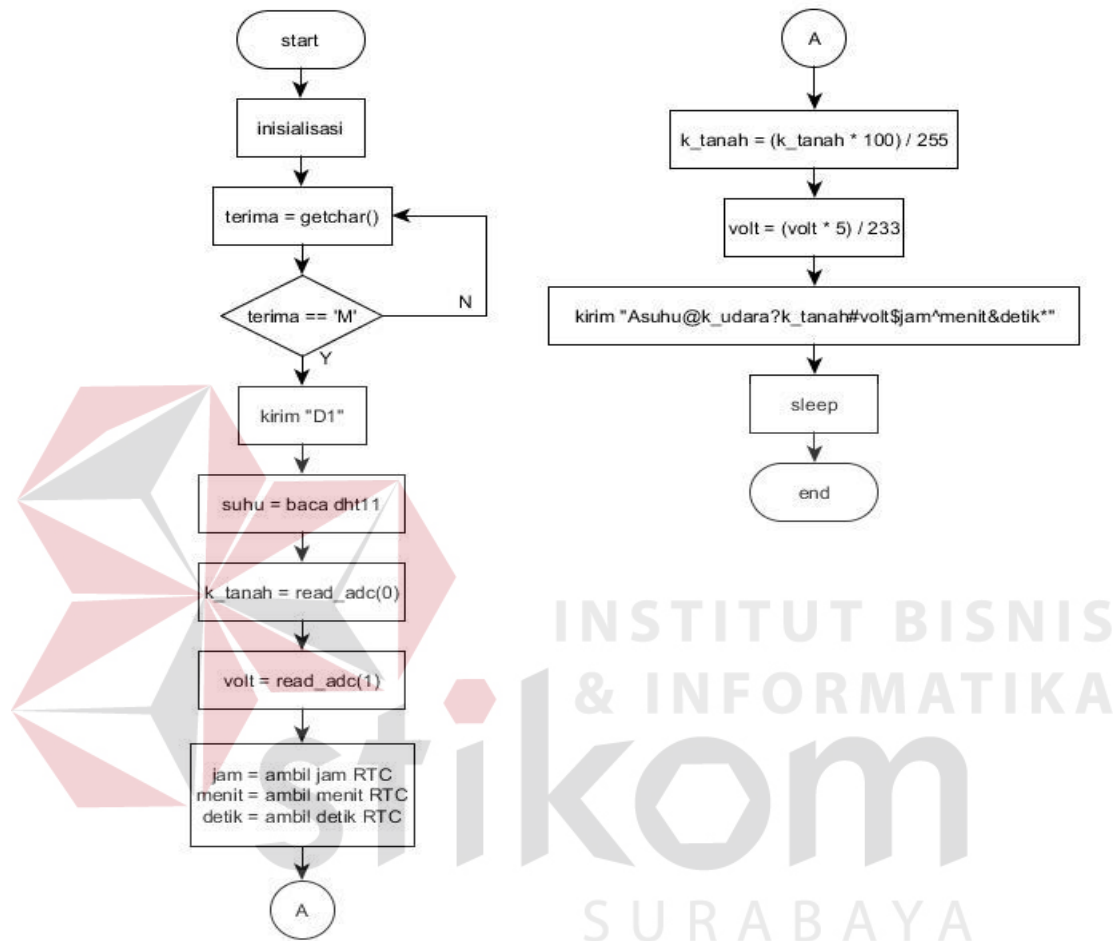 start
inisialisasi
terima = getchar()
terima == 'M'
N
Y
kirim "D1"
suhu = baca dht11
k_tanah = read_adc(0)
volt = read_adc(1)
jam = ambil jam RTC
menit = ambil menit RTC
detik = ambil detik RTC
A
A
k_tanah = (k_tanah * 100) / 255
volt = (volt * 5) / 233
kirim "Asuhu@k_udara?k_tanah#volt$jam^menit&detik*"
sleep
end
INSTITUT BISNIS
& INFORMATIKA
stikom
SURABAYA